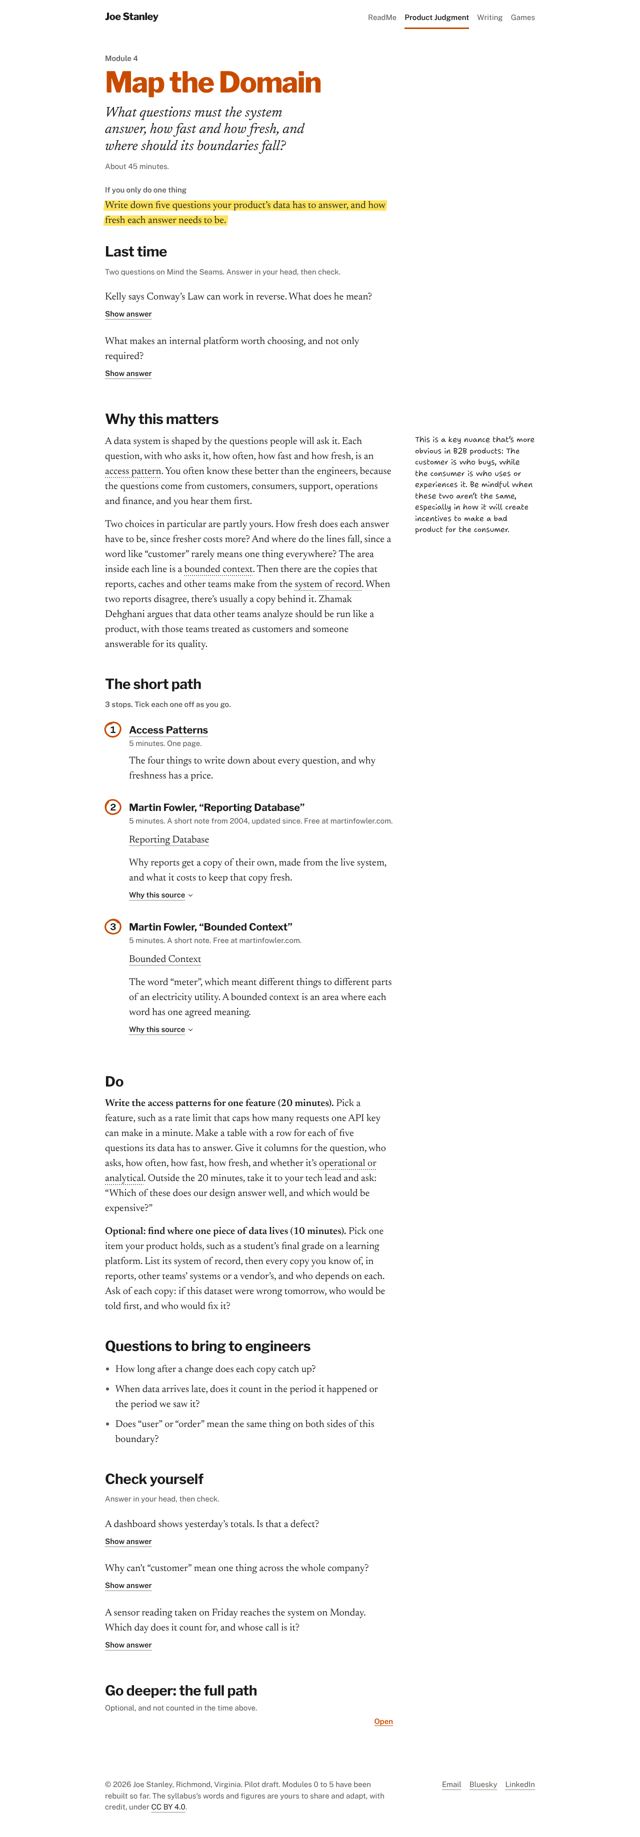 Joe Stanley
ReadMe Product Judgment Writing Games
Module 4
Map the Domain
What questions must the system
answer, how fast and how fresh, and
where should its boundaries fall?
About 45 minutes.
If you only do one thing
Write down five questions your product’s data has to answer, and how
fresh each answer needs to be.
Last time
Two questions on Mind the Seams. Answer in your head, then check.
Kelly says Conway’s Law can work in reverse. What does he mean?
Show answer
What makes an internal platform worth choosing, and not only
required?
Show answer
Why this matters
A data system is shaped by the questions people will ask it. Each
question, with who asks it, how often, how fast and how fresh, is an
access pattern. You often know these better than the engineers, because
the questions come from customers, consumers, support, operations
and finance, and you hear them first.
This is a key nuance that’s more
obvious in B2B products: The
customer is who buys, while
the consumer is who uses or
experiences it. Be mindful when
these two aren’t the same,
especially in how it will create
incentives to make a bad
product for the consumer.
Two choices in particular are partly yours. How fresh does each answer
have to be, since fresher costs more? And where do the lines fall, since a
word like “customer” rarely means one thing everywhere? The area
inside each line is a bounded context. Then there are the copies that
reports, caches and other teams make from the system of record. When
two reports disagree, there’s usually a copy behind it. Zhamak
Dehghani argues that data other teams analyze should be run like a
product, with those teams treated as customers and someone
answerable for its quality.
The short path
3 stops. Tick each one off as you go.
1 Access Patterns
5 minutes. One page.
The four things to write down about every question, and why
freshness has a price.
2 Martin Fowler, “Reporting Database”
5 minutes. A short note from 2004, updated since. Free at martinfowler.com.
Reporting Database
Why reports get a copy of their own, made from the live system,
and what it costs to keep that copy fresh.
Why this source
3 Martin Fowler, “Bounded Context”
5 minutes. A short note. Free at martinfowler.com.
Bounded Context
The word “meter”, which meant different things to different parts
of an electricity utility. A bounded context is an area where each
word has one agreed meaning.
Why this source
Do
Write the access patterns for one feature (20 minutes). Pick a
feature, such as a rate limit that caps how many requests one API key
can make in a minute. Make a table with a row for each of five
questions its data has to answer. Give it columns for the question, who
asks, how often, how fast, how fresh, and whether it’s operational or
analytical. Outside the 20 minutes, take it to your tech lead and ask:
“Which of these does our design answer well, and which would be
expensive?”
Optional: find where one piece of data lives (10 minutes). Pick one
item your product holds, such as a student’s final grade on a learning
platform. List its system of record, then every copy you know of, in
reports, other teams’ systems or a vendor’s, and who depends on each.
Ask of each copy: if this dataset were wrong tomorrow, who would be
told first, and who would fix it?
Questions to bring to engineers
• How long after a change does each copy catch up?
• When data arrives late, does it count in the period it happened or
the period we saw it?
• Does “user” or “order” mean the same thing on both sides of this
boundary?
Check yourself
Answer in your head, then check.
A dashboard shows yesterday’s totals. Is that a defect?
Show answer
Why can’t “customer” mean one thing across the whole company?
Show answer
A sensor reading taken on Friday reaches the system on Monday.
Which day does it count for, and whose call is it?
Show answer
Go deeper: the full path
Optional, and not counted in the time above.
Open
© 2026 Joe Stanley, Richmond, Virginia. Pilot draft. Modules 0 to 5 have been
rebuilt so far. The syllabus’s words and figures are yours to share and adapt, with
credit, under CC BY 4.0.
Email Bluesky LinkedIn